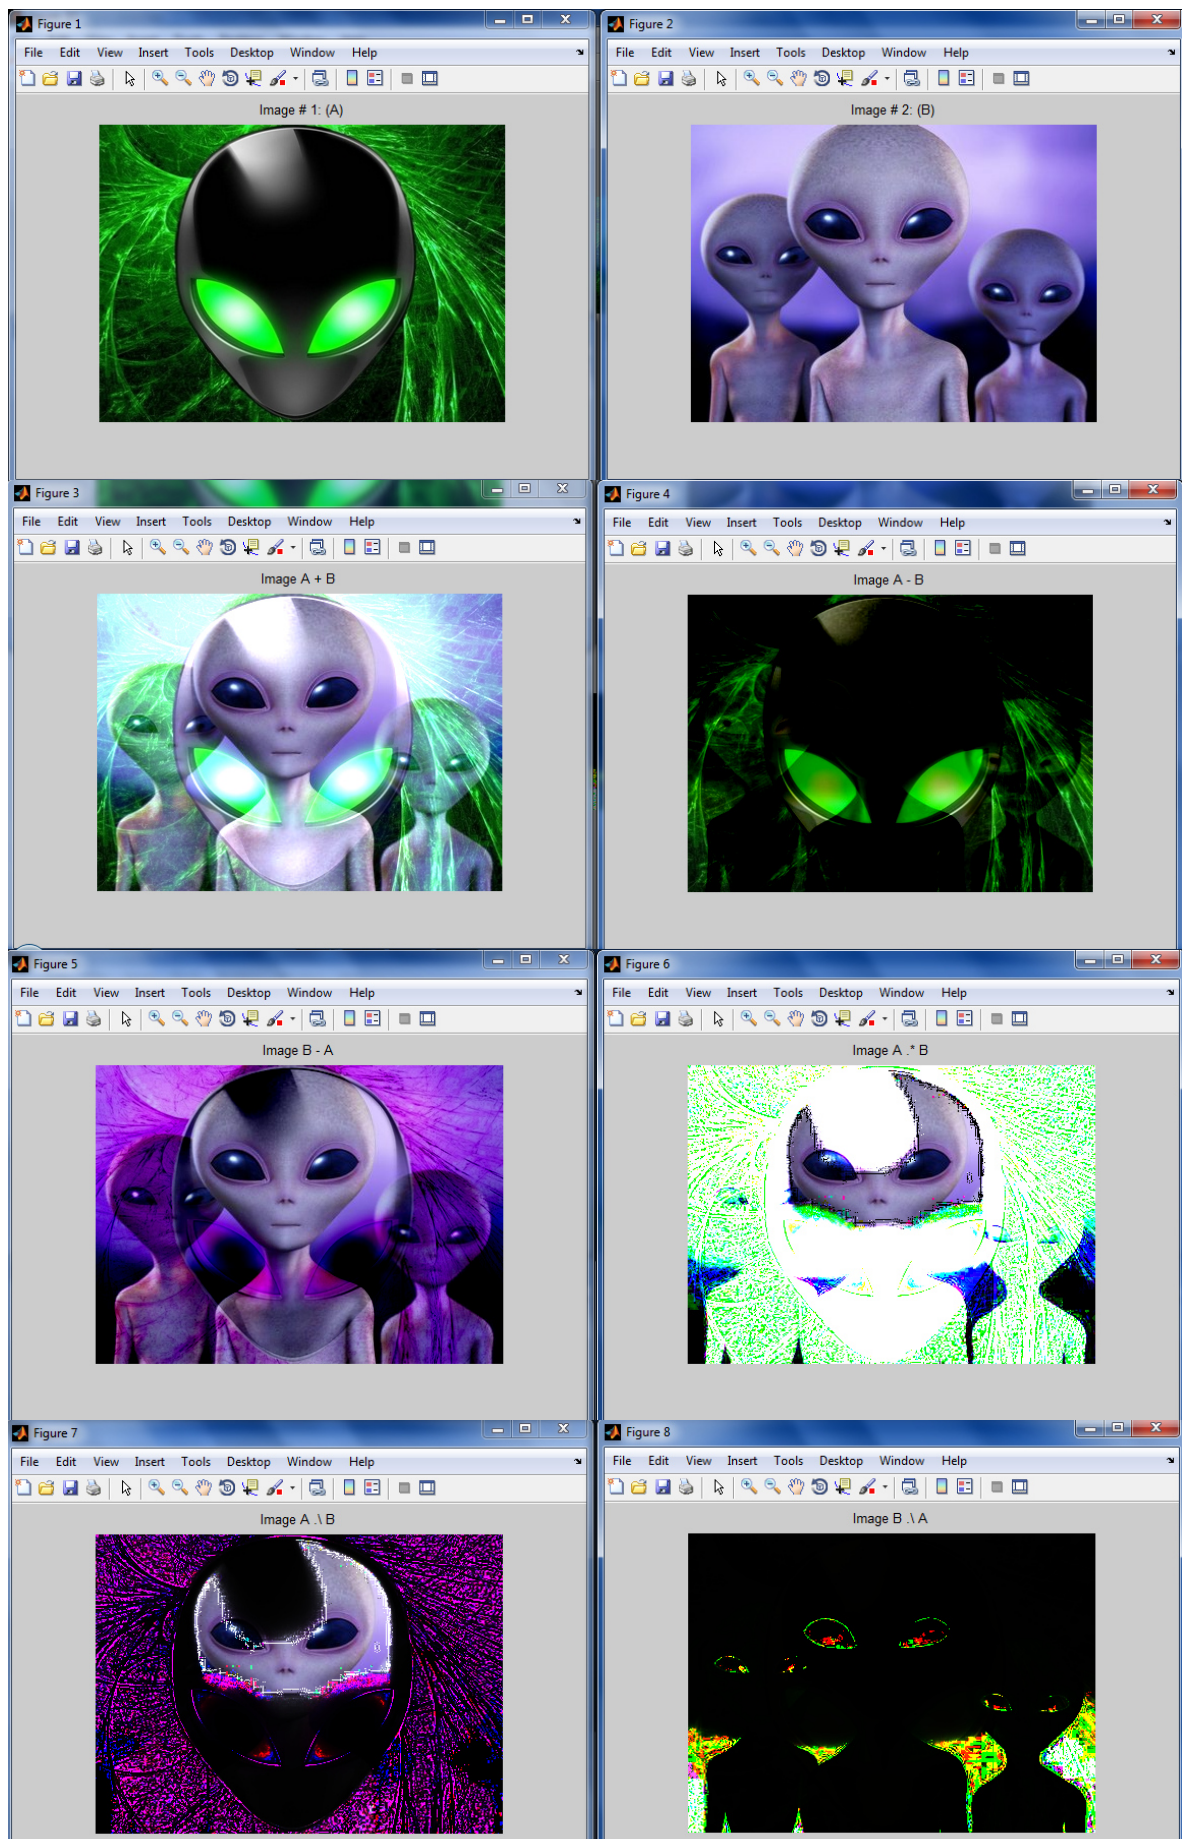 Figure 1
File Edit View Insert Tools Desktop Window Help
Image # 1: (A)
Figure 2
File Edit View Insert Tools Desktop Window Help
Image # 2: (B)
Figure 3
File Edit View Insert Tools Desktop Window Help
Image A + B
Figure 4
File Edit View Insert Tools Desktop Window Help
Image A - B
Figure 5
File Edit View Insert Tools Desktop Window Help
Image B - A
Figure 6
File Edit View Insert Tools Desktop Window Help
Image A .* B
Figure 7
File Edit View Insert Tools Desktop Window Help
Image A .\ B
Figure 8
File Edit View Insert Tools Desktop Window Help
Image B .\ A